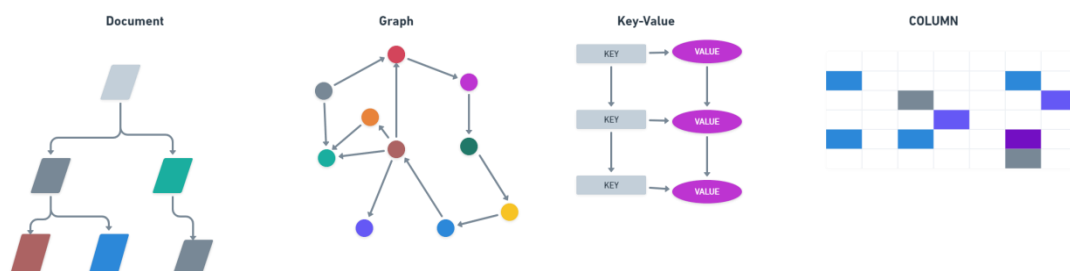 Document
Graph
Key-Value
COLUMN
KEY
VALUE
KEY
VALUE
KEY
VALUE